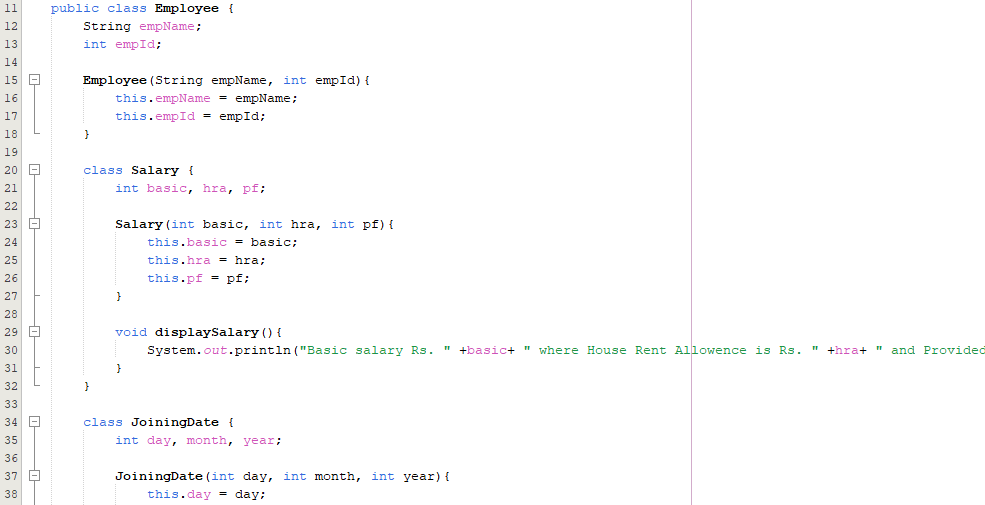 11 public class Employee {
12 String empName;
13 int empId;
14
15 Employee(String empName, int empId){
16 this.empName = empName;
17 this.empId = empId;
18 }
19
20 class Salary {
21 int basic, hra, pf;
22
23 Salary(int basic, int hra, int pf){
24 this.basic = basic;
25 this.hra = hra;
26 this.pf = pf;
27 }
28
29 void displaySalary(){
30 System.out.println("Basic salary Rs. " +basic+ " where House Rent Allowence is Rs. " +hra+ " and Provided
31 }
32 }
33
34 class JoiningDate {
35 int day, month, year;
36
37 JoiningDate(int day, int month, int year){
38 this.day = day;